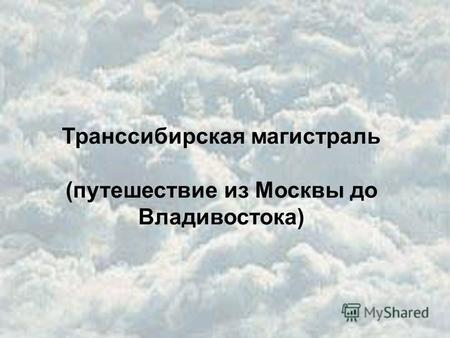 Транссибирская магистраль
(путешествие из Москвы до
Владивостока)
MyShared